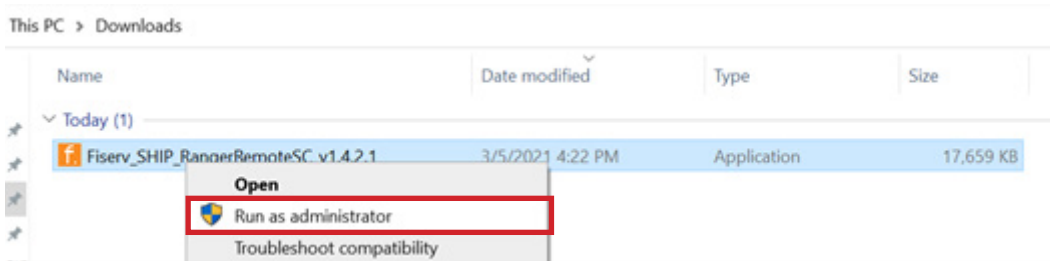 This PC > Downloads
Name Date modified Type Size
Today (1)
f. Fiserv_SHIP_RangerRemoteSC_v1.4.2.1 3/5/2021 4:22 PM Application 17,659 KB
Open
Run as administrator
Troubleshoot compatibility